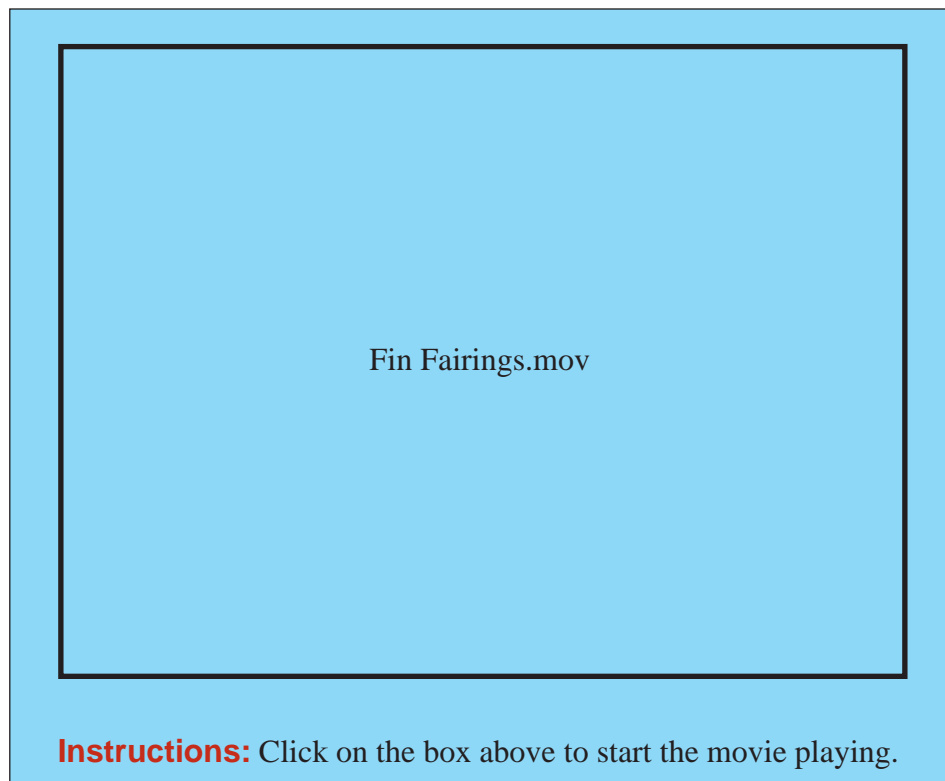 Fin Fairings.mov
Instructions: Click on the box above to start the movie playing.